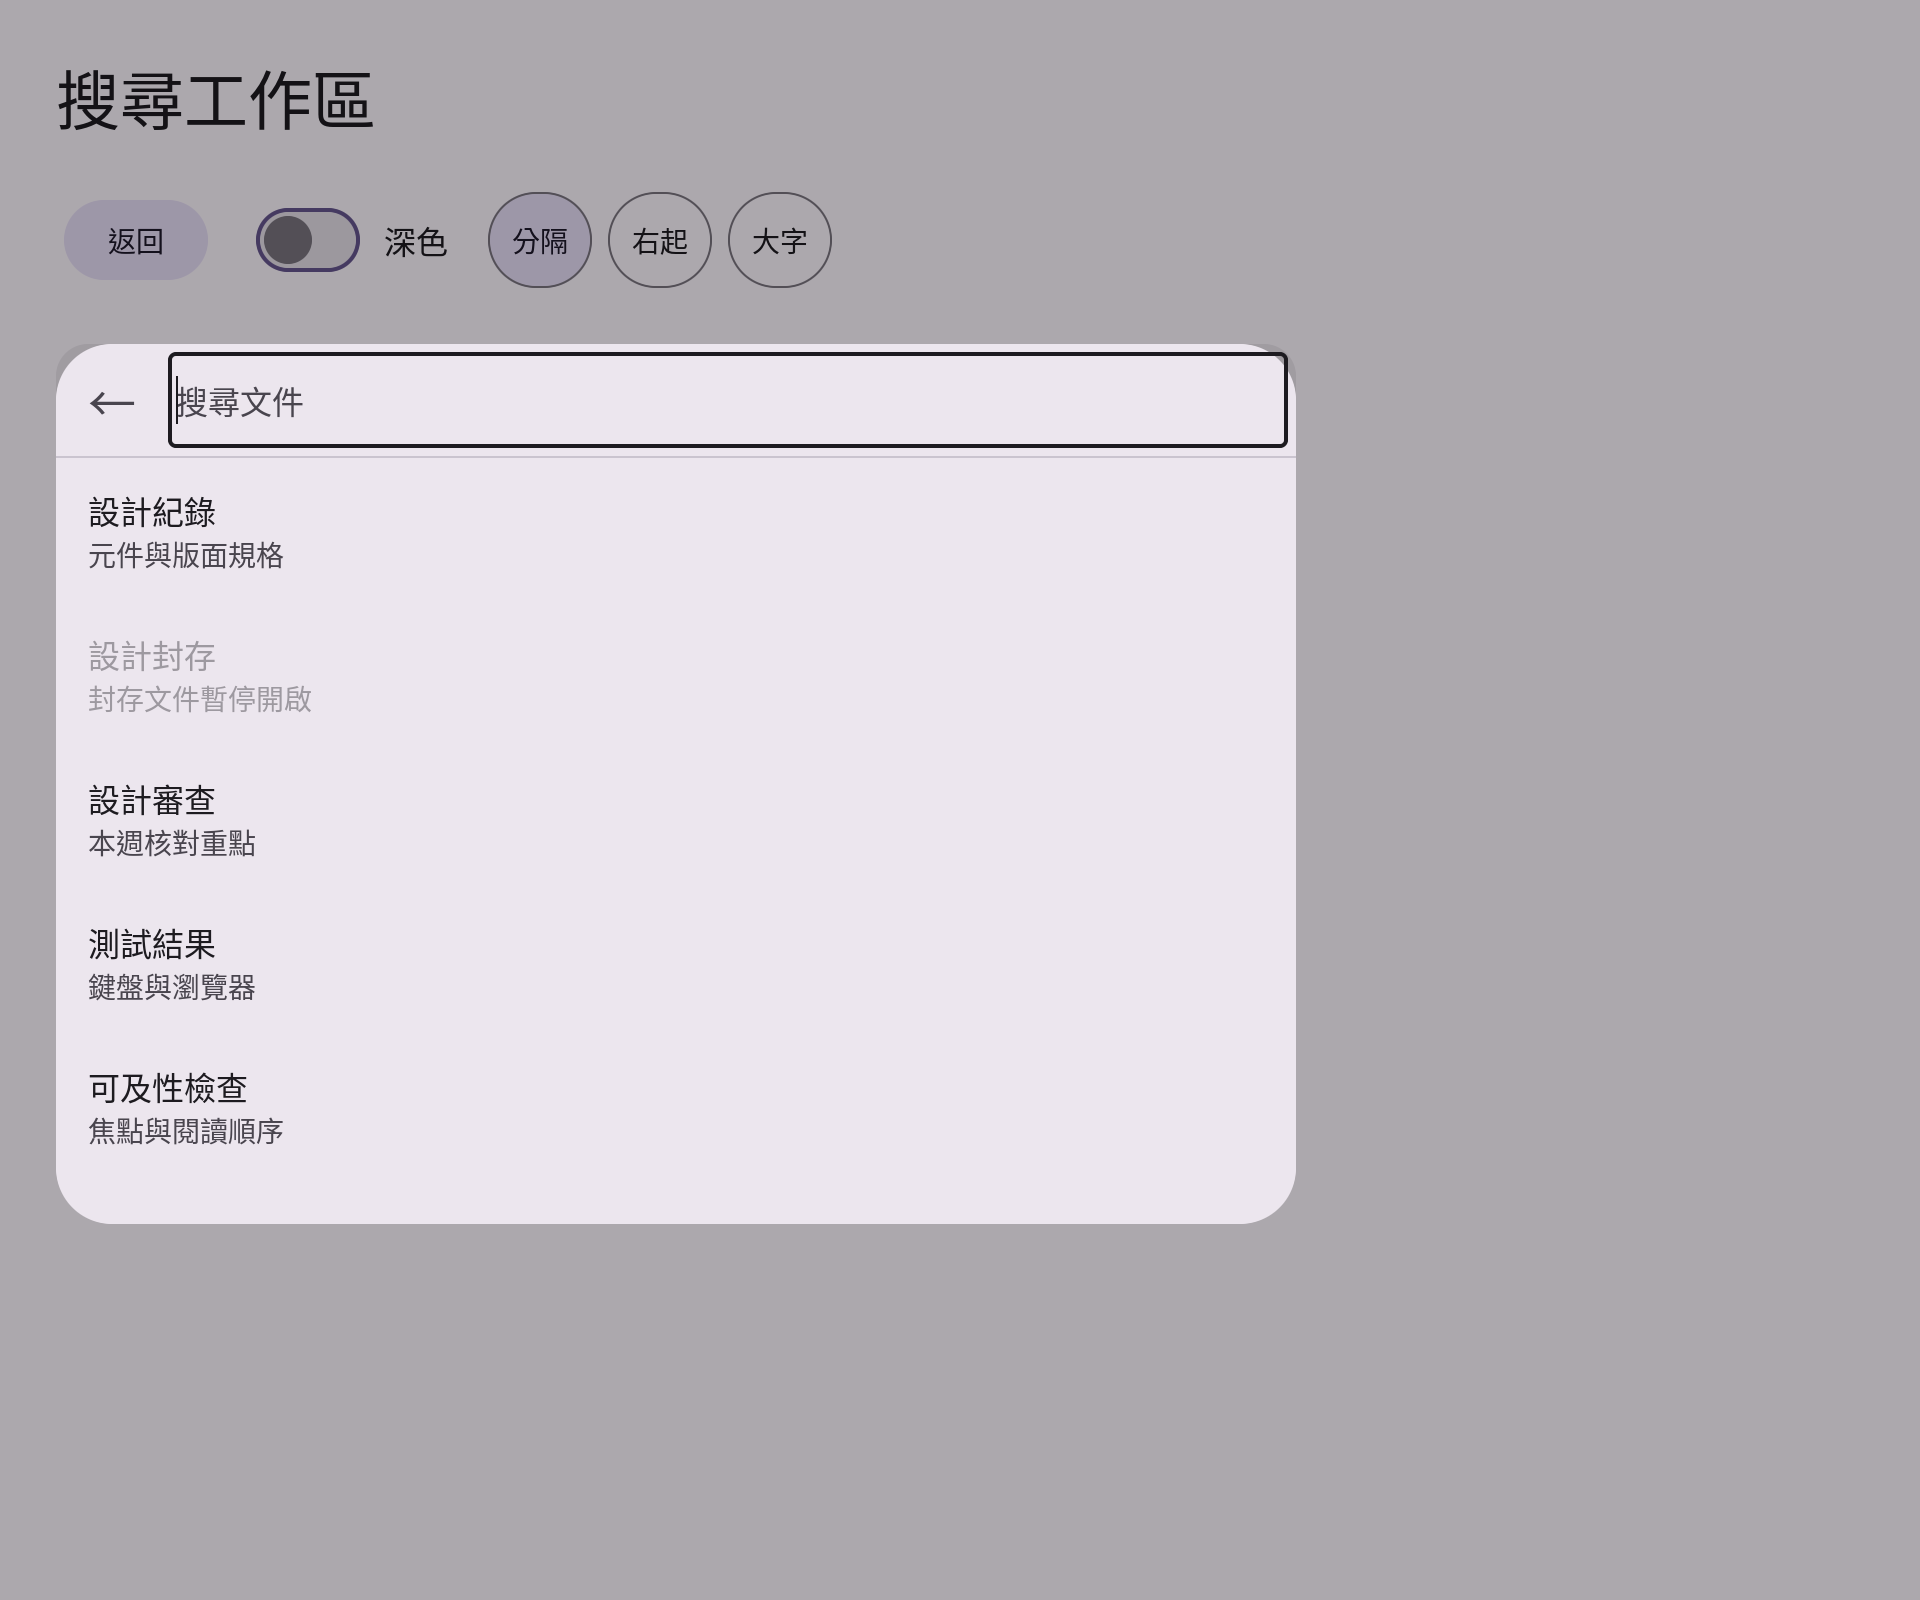 搜尋工作區
返回 深色 分隔 右起 大字
搜尋文件
設計紀錄
元件與版面規格
設計封存
封存文件暫停開啟
設計審查
本週核對重點
測試結果
鍵盤與瀏覽器
可及性檢查
焦點與閱讀順序